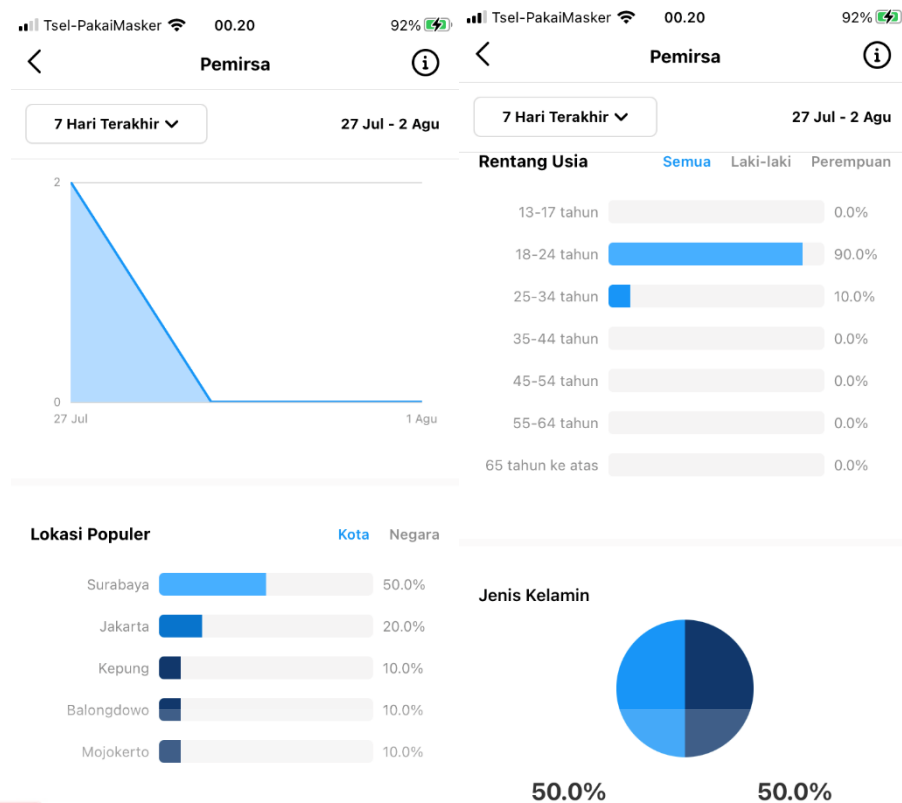 Tsel-PakaiMasker 00.20 92%
Pemirsa
7 Hari Terakhir 27 Jul - 2 Agu
2
0
27 Jul 1 Agu
Lokasi Populer Kota Negara
Surabaya 50.0%
Jakarta 20.0%
Kepung 10.0%
Balongdowo 10.0%
Mojokerto 10.0%
Tsel-PakaiMasker 00.20 92%
Pemirsa
7 Hari Terakhir 27 Jul - 2 Agu
Rentang Usia Semua Laki-laki Perempuan
13-17 tahun 0.0%
18-24 tahun 90.0%
25-34 tahun 10.0%
35-44 tahun 0.0%
45-54 tahun 0.0%
55-64 tahun 0.0%
65 tahun ke atas 0.0%
Jenis Kelamin
50.0% 50.0%